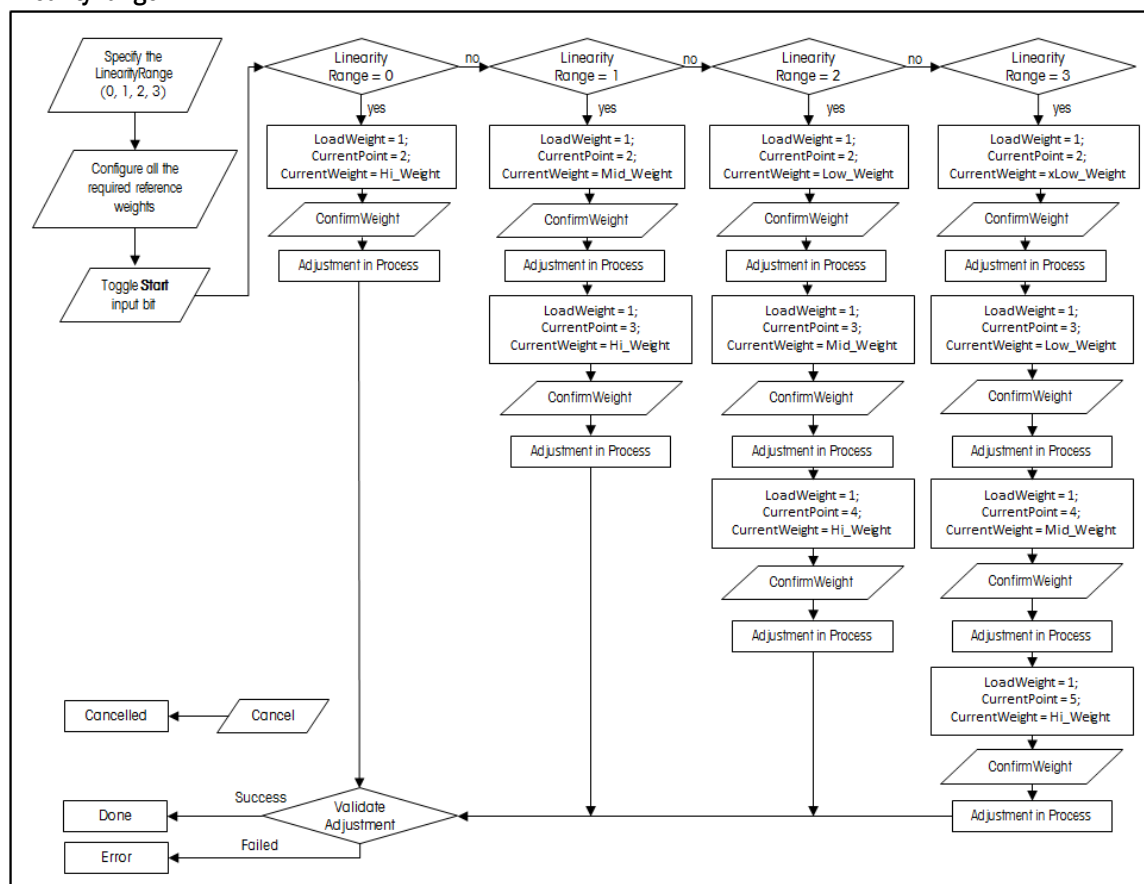 Specify the
LinearityRange
(0, 1, 2, 3)
Configure all the
required reference
weights
Toggle Start
input bit
Linearity
Range = 0
no
yes
LoadWeight = 1;
CurrentPoint = 2;
CurrentWeight = Hi_Weight
ConfirmWeight
Adjustment in Process
Linearity
Range = 1
no
yes
LoadWeight = 1;
CurrentPoint = 2;
CurrentWeight = Mid_Weight
ConfirmWeight
Adjustment in Process
LoadWeight = 1;
CurrentPoint = 3;
CurrentWeight = Hi_Weight
ConfirmWeight
Adjustment in Process
Linearity
Range = 2
no
yes
LoadWeight = 1;
CurrentPoint = 2;
CurrentWeight = Low_Weight
ConfirmWeight
Adjustment in Process
LoadWeight = 1;
CurrentPoint = 3;
CurrentWeight = Mid_Weight
ConfirmWeight
Adjustment in Process
LoadWeight = 1;
CurrentPoint = 4;
CurrentWeight = Hi_Weight
ConfirmWeight
Adjustment in Process
Linearity
Range = 3
yes
LoadWeight = 1;
CurrentPoint = 2;
CurrentWeight = xLow_Weight
ConfirmWeight
Adjustment in Process
LoadWeight = 1;
CurrentPoint = 3;
CurrentWeight = Low_Weight
ConfirmWeight
Adjustment in Process
LoadWeight = 1;
CurrentPoint = 4;
CurrentWeight = Mid_Weight
ConfirmWeight
Adjustment in Process
LoadWeight = 1;
CurrentPoint = 5;
CurrentWeight = Hi_Weight
ConfirmWeight
Adjustment in Process
Cancelled
Cancel
Validate
Adjustment
Success
Done
Failed
Error